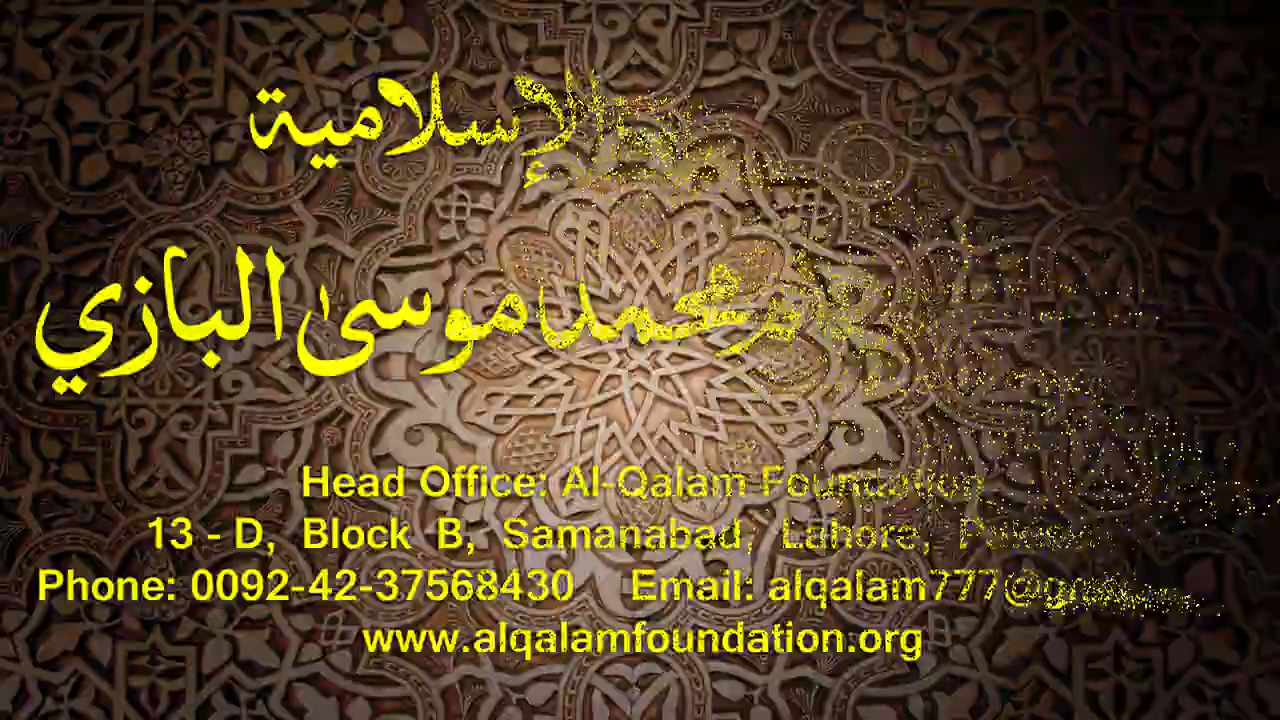 الإسلامية
محمد موسى البازي
Head Office: Al-Qalam Foundation
13 - D, Block B, Samanabad, Lahore,
Phone: 0092-42-37568430 Email: alqalam777@
www.alqalamfoundation.org